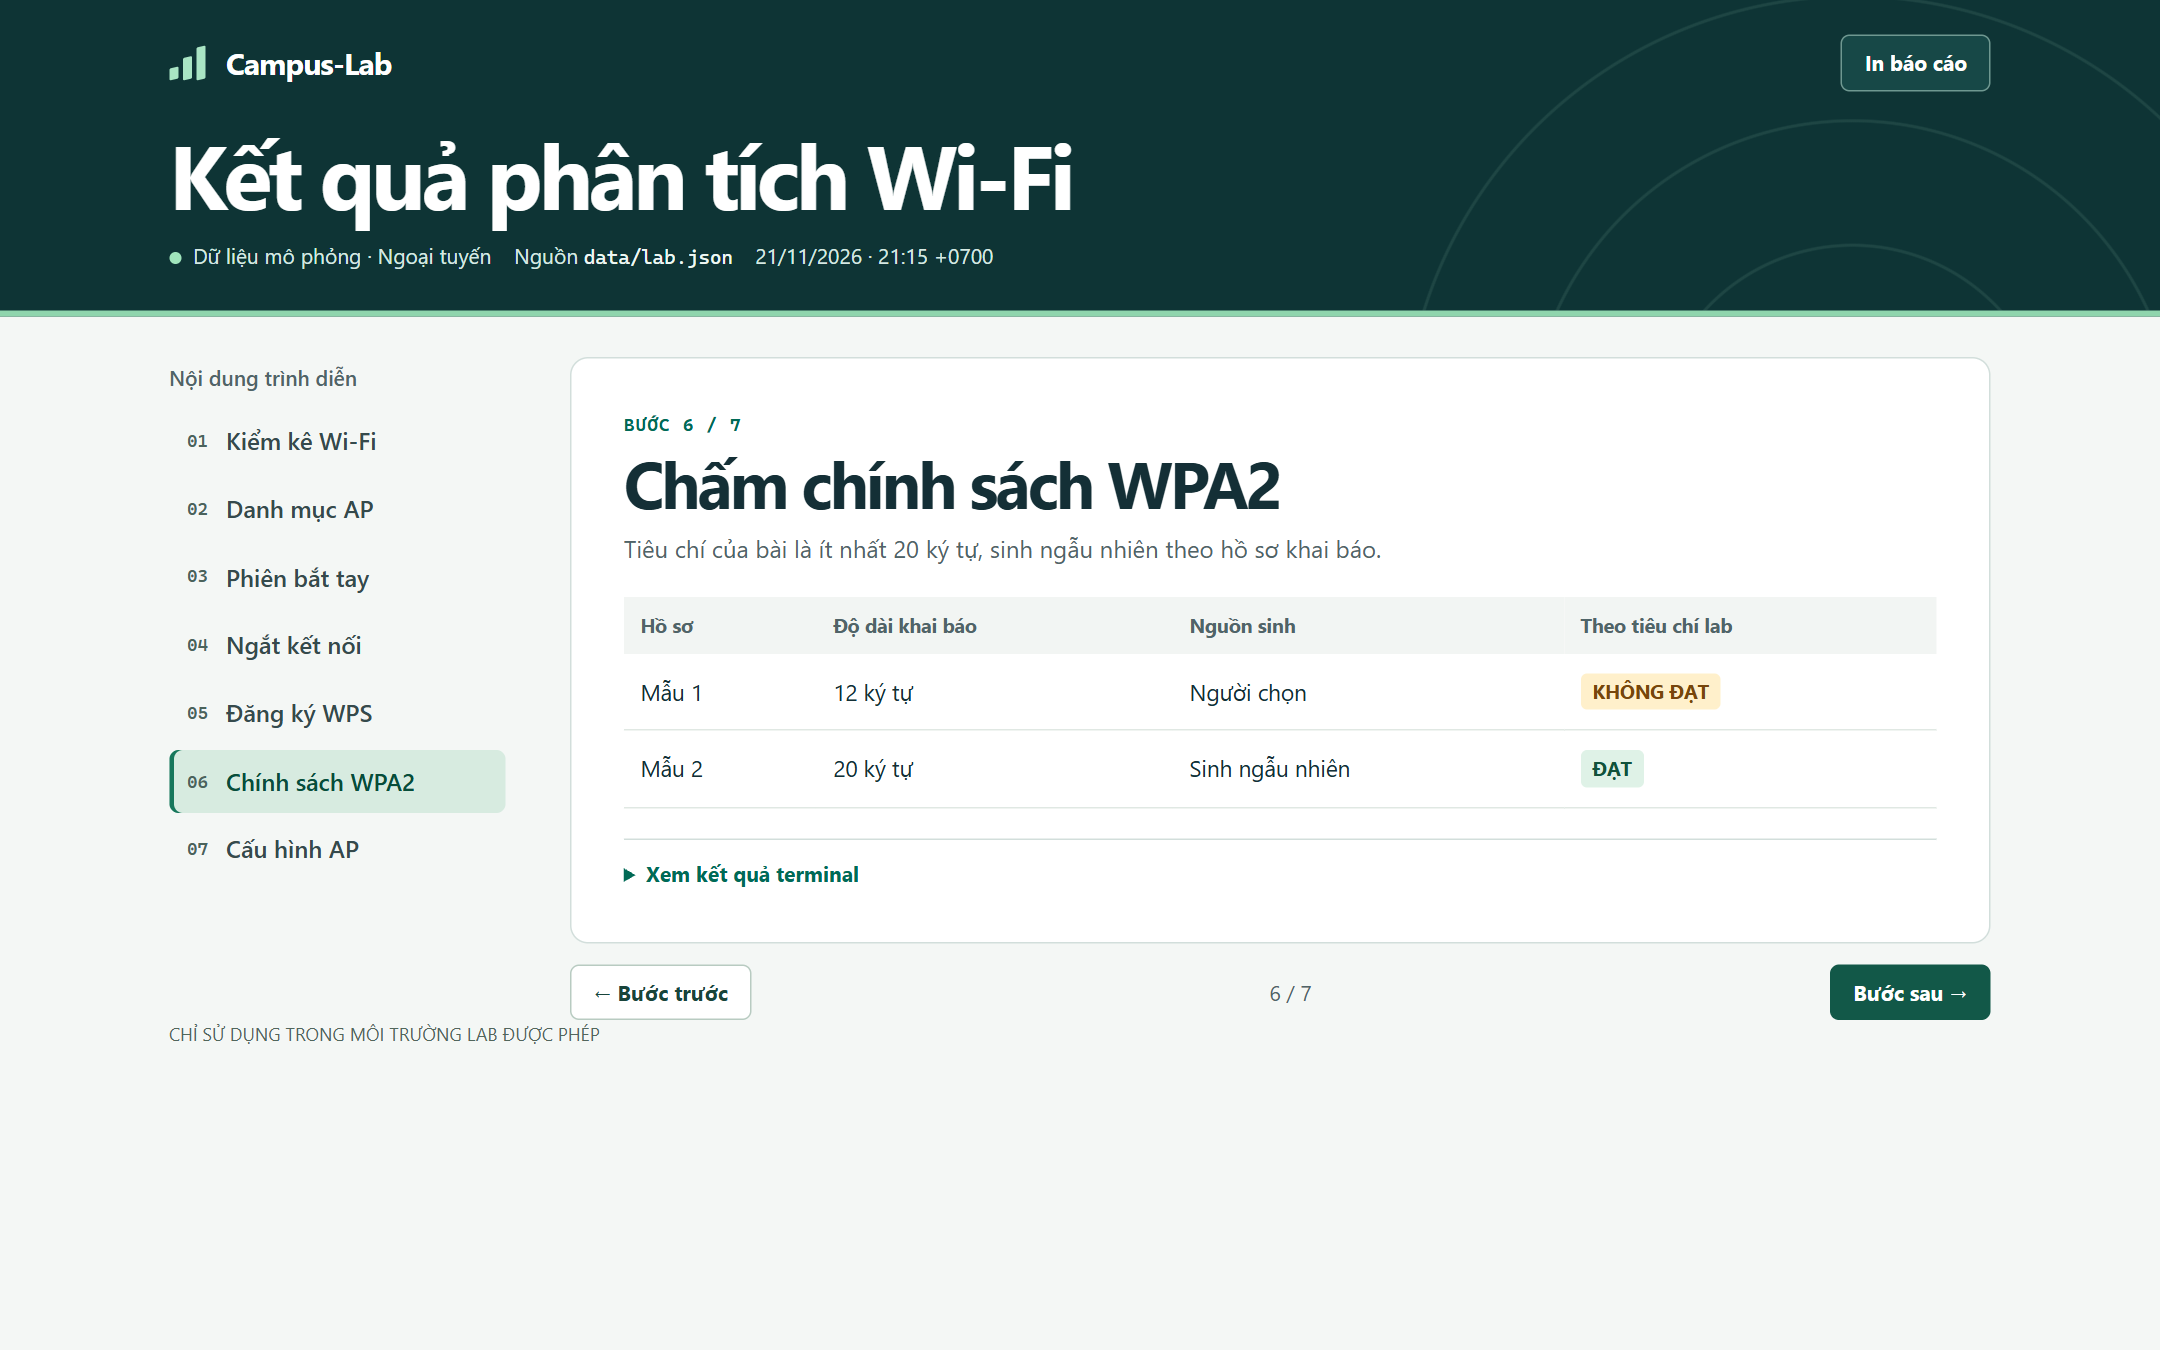 Campus-Lab
In báo cáo
Kết quả phân tích Wi-Fi
Dữ liệu mô phỏng · Ngoại tuyến Nguồn data/lab.json 21/11/2026 · 21:15 +0700
Nội dung trình diễn
01 Kiểm kê Wi-Fi
02 Danh mục AP
03 Phiên bắt tay
04 Ngắt kết nối
05 Đăng ký WPS
06 Chính sách WPA2
07 Cấu hình AP
BƯỚC 6 / 7
Chấm chính sách WPA2
Tiêu chí của bài là ít nhất 20 ký tự, sinh ngẫu nhiên theo hồ sơ khai báo.
Hồ sơ Độ dài khai báo Nguồn sinh Theo tiêu chí lab
Mẫu 1 12 ký tự Người chọn KHÔNG ĐẠT
Mẫu 2 20 ký tự Sinh ngẫu nhiên ĐẠT
▶ Xem kết quả terminal
← Bước trước 6 / 7 Bước sau →
CHỈ SỬ DỤNG TRONG MÔI TRƯỜNG LAB ĐƯỢC PHÉP